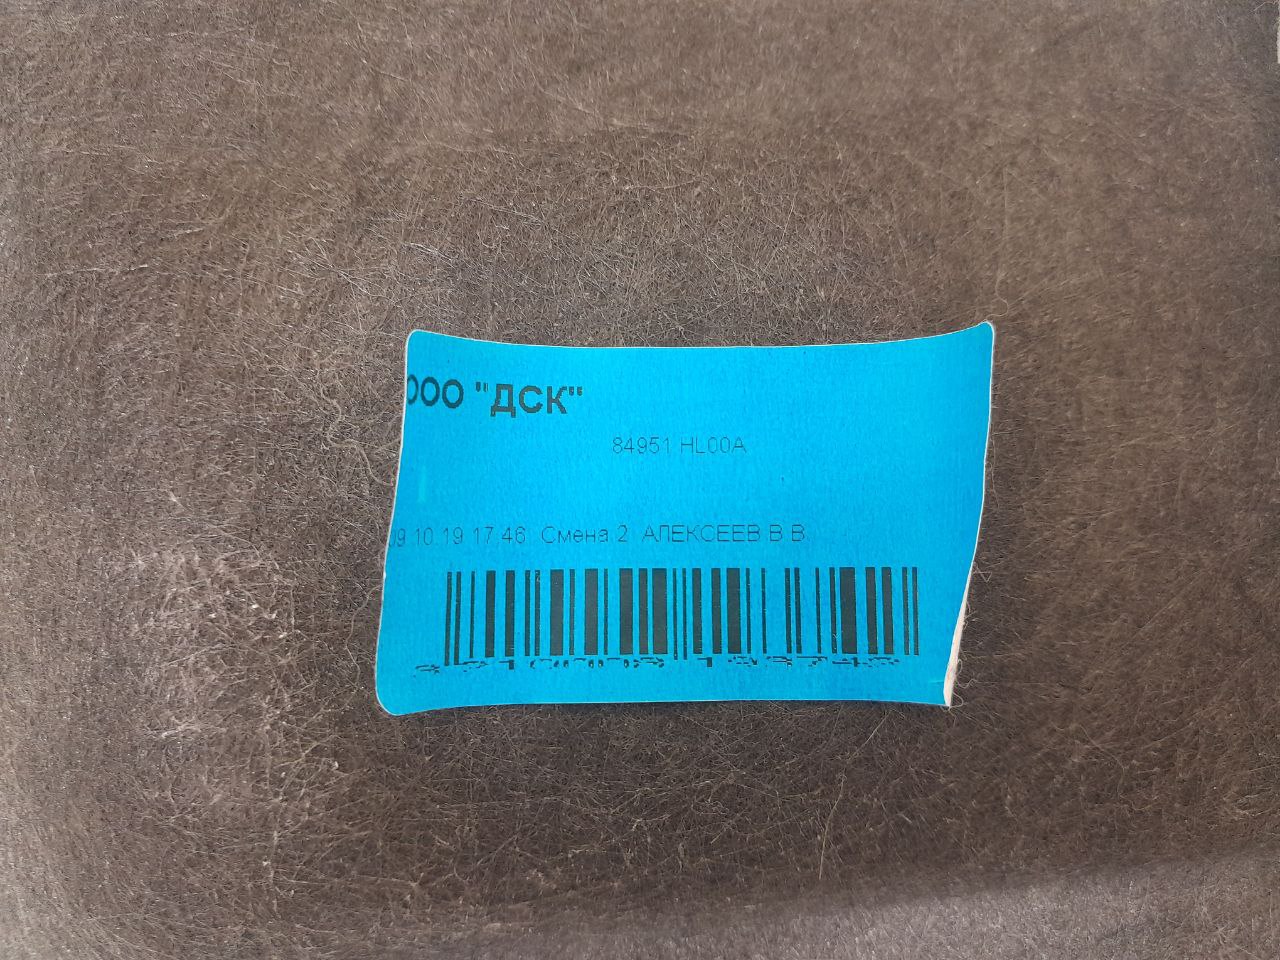 ООО "ДСК"
84951 HL00A
09.10.19 17.46 Смена 2 АЛЕКСЕЕВ В.В.